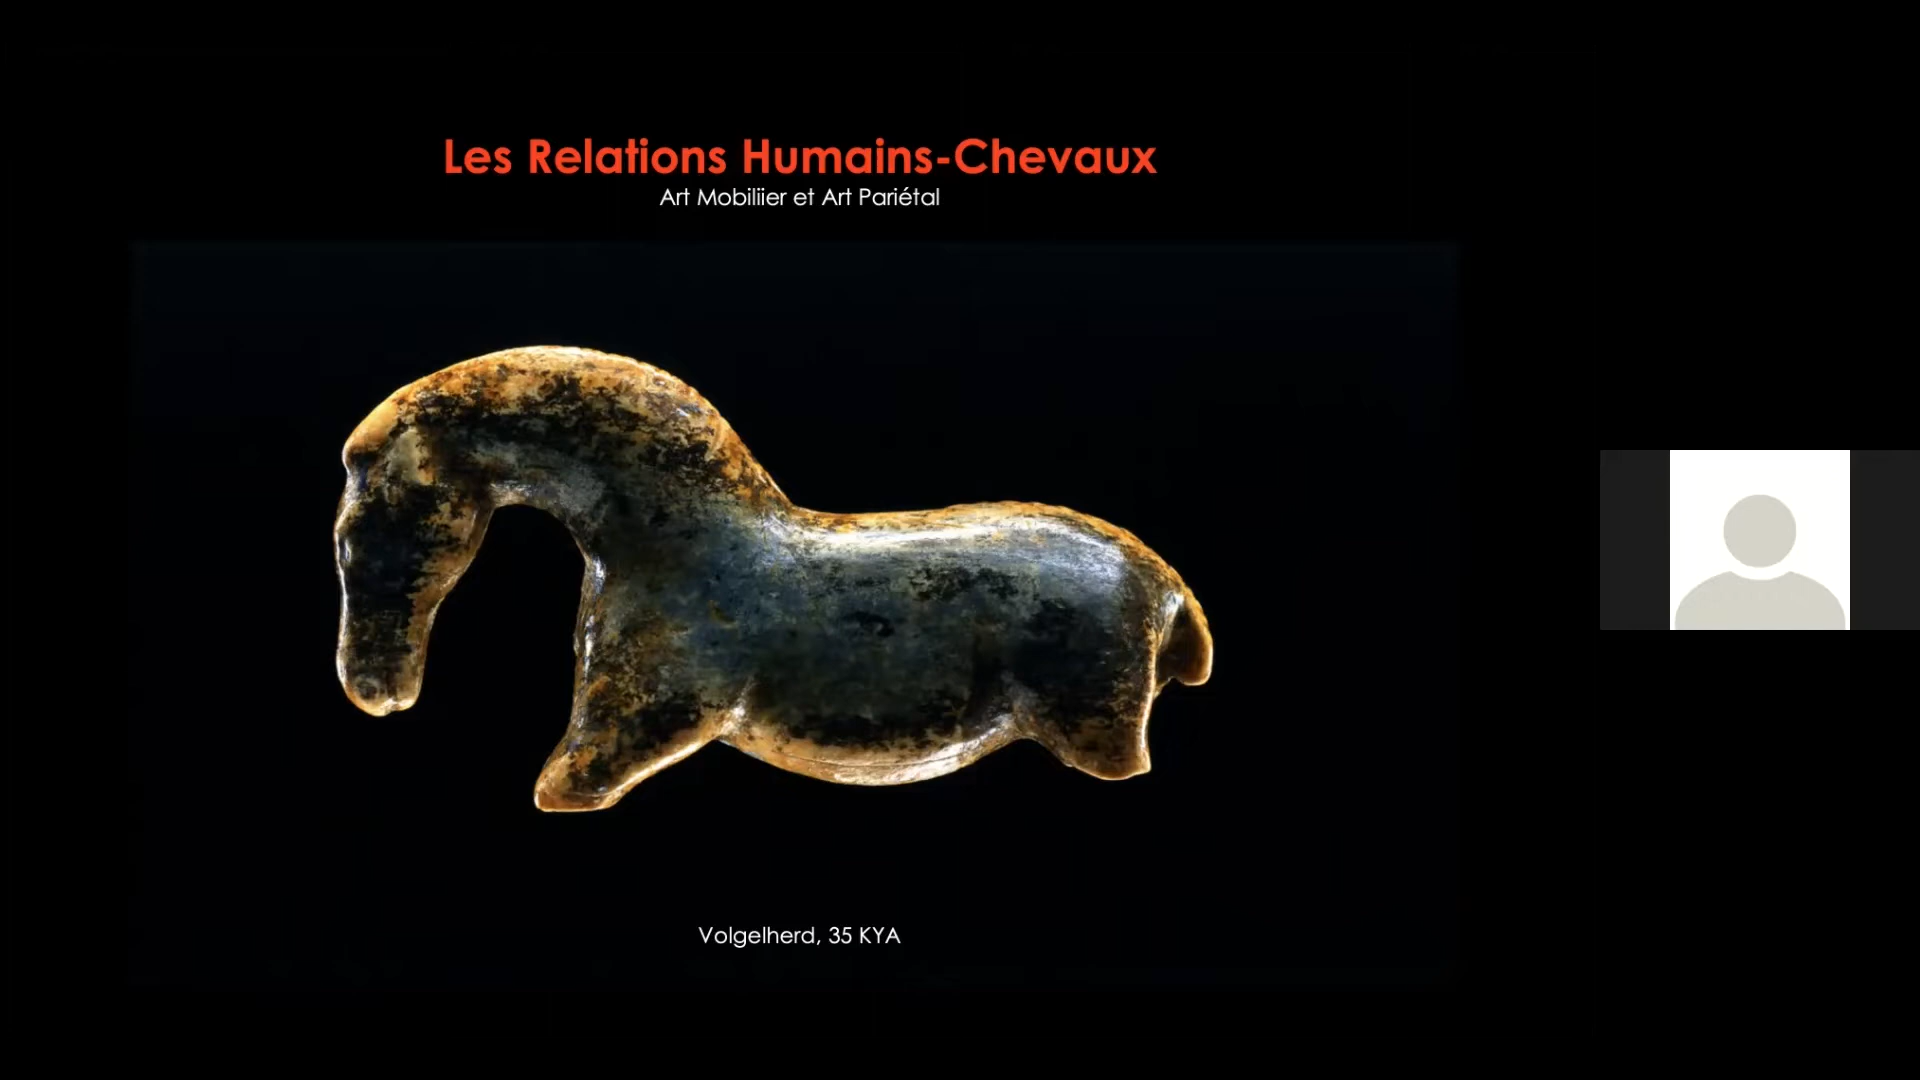 Les Relations Humains-Chevaux
Art Mobiliier et Art Pariétal
Volgelherd, 35 KYA